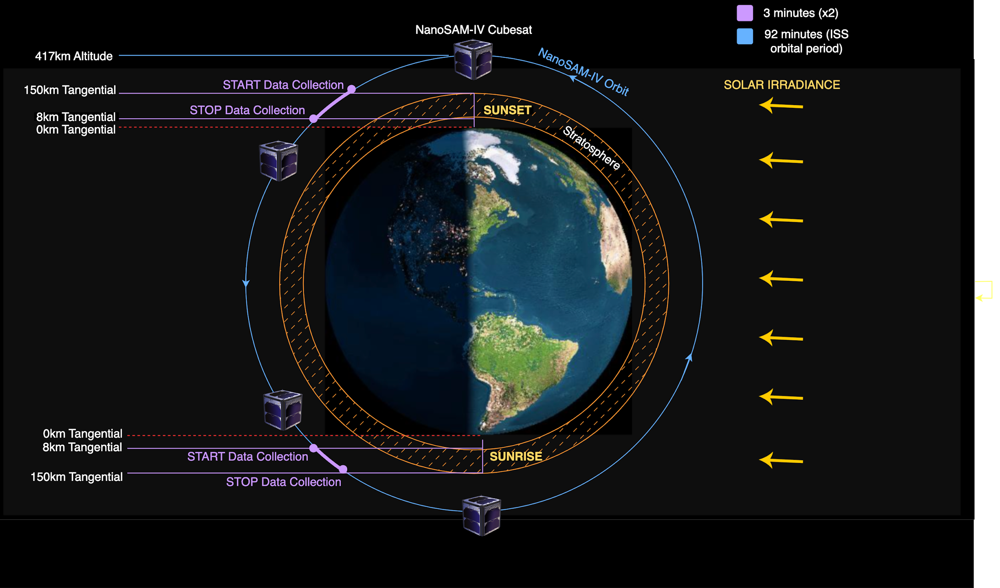 3 minutes (x2)
92 minutes (ISS
orbital period)
NanoSAM-IV Cubesat
417km Altitude
NanoSAM-IV Orbit
START Data Collection
150km Tangential
SOLAR IRRADIANCE
STOP Data Collection
SUNSET
8km Tangential
0km Tangential
Stratosphere
0km Tangential
8km Tangential
START Data Collection
SUNRISE
150km Tangential
STOP Data Collection